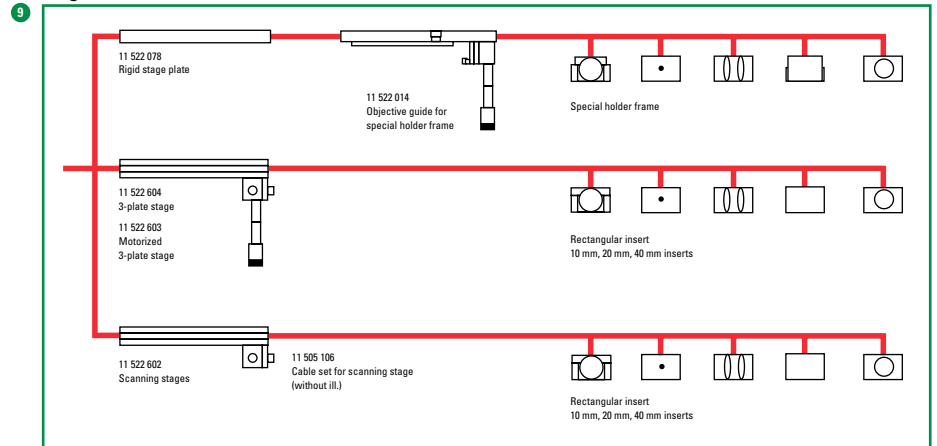 9
11 522 078
Rigid stage plate
11 522 014
Objective guide for
special holder frame
Special holder frame
11 522 604
3-plate stage
11 522 603
Motorized
3-plate stage
Rectangular insert
10 mm, 20 mm, 40 mm inserts
11 522 602
Scanning stages
11 505 106
Cable set for scanning stage
(without ill.)
Rectangular insert
10 mm, 20 mm, 40 mm inserts